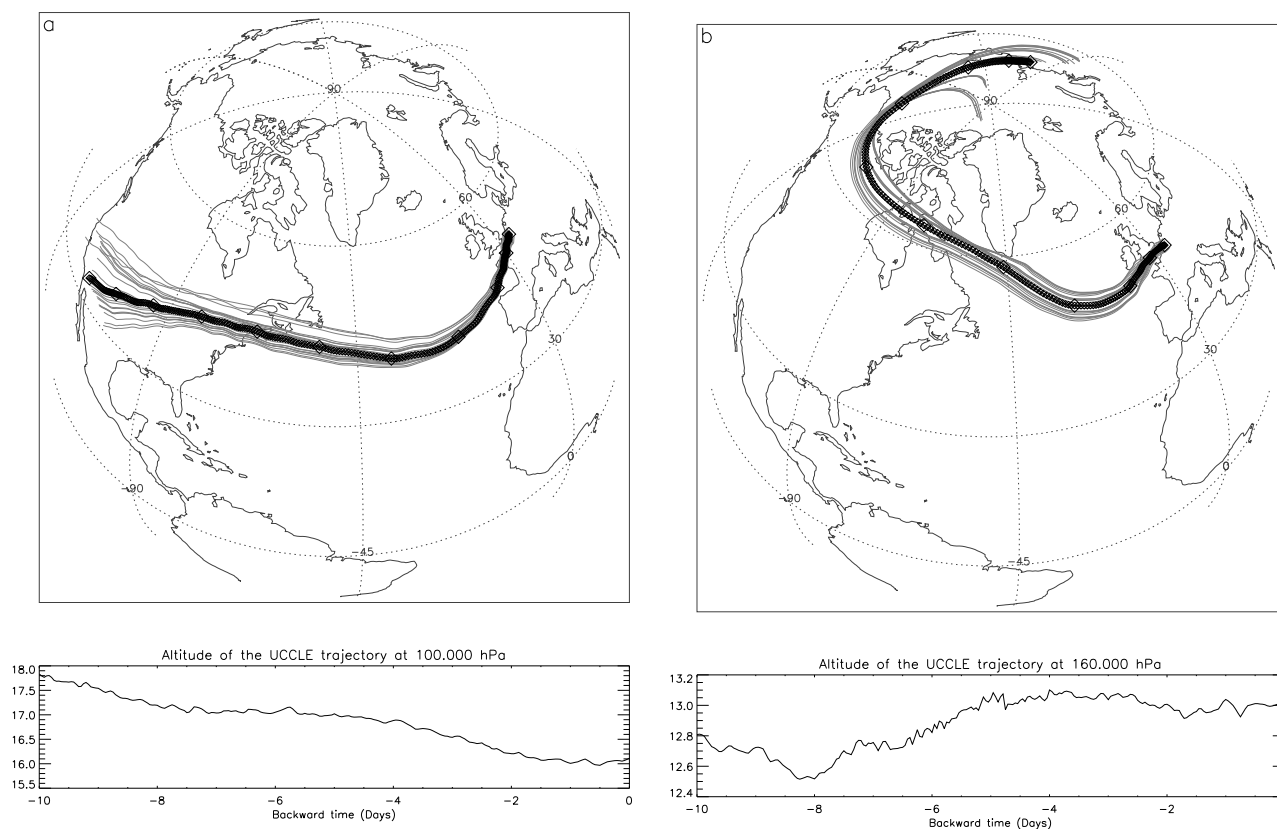 a
90
60
30
0
-90
-45
b
90
60
30
0
-90
-45
Altitude of the UCCLE trajectory at 100.000 hPa
18.0
17.5
17.0
16.5
16.0
15.5
-10 -8 -6 -4 -2 0
Backward time (Days)
Altitude of the UCCLE trajectory at 160.000 hPa
13.2
13.0
12.8
12.6
12.4
-10 -8 -6 -4 -2
Backward time (Days)